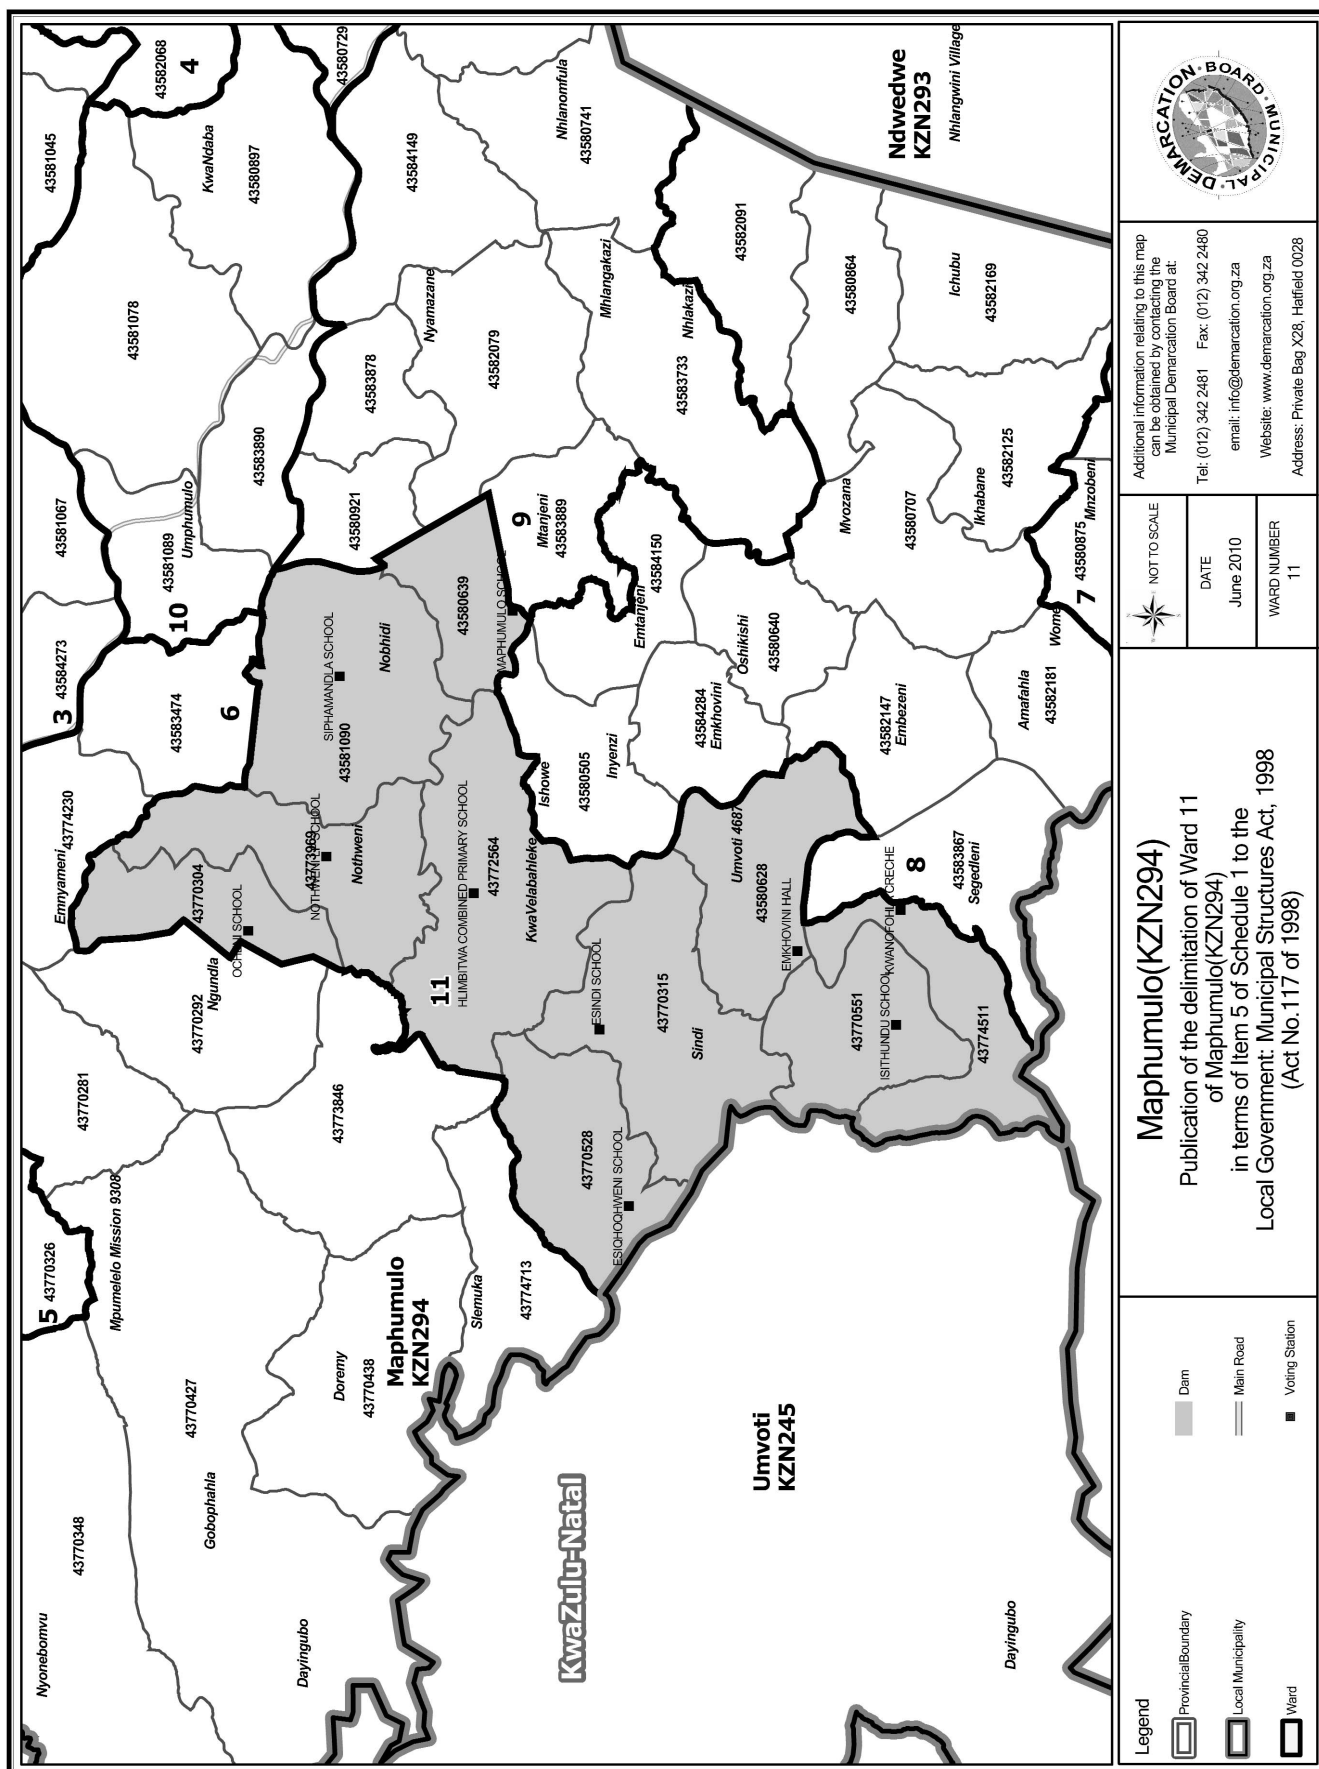 Nyonebomvu
43770348
5
43770326
Mpumelelo Mission 9308
43770281
Emnyameni
43774230
3
43584273
43583474
6
43581067
10
43581089
Umphumulo
43583890
43581078
43581045
43582068
4
KwaNdaba
43580897
43580729
Gobophahla
43770427
43770292
Ngundla
43770304
OCHENI SCHOOL
Dayingubo
Doremy
43770438
Maphumulo
KZN294
43773846
43773969
NOTHWENI LP SCHOOL
Nothweni
SIPHAMANDLA SCHOOL
43581090
Nobhidi
43580921
43583878
Nyamazane
43584149
Slemuka
43774713
11
HLIMBITWA COMBINED PRIMARY SCHOOL
43772564
KwaVelabahleke
43580639
MAPHUMULO SCHOOL
9
Mtanjeni
43583889
43582079
Mhlangakazi
Nhlanomfula
43580741
KwaZulu-Natal
43770528
ESIQHOQHWENI SCHOOL
ESINDI SCHOOL
43770315
Sindi
Ishowe
43580505
Inyenzi
Emtanjeni
43584150
43583733
Nhlakazi
43582091
Umvoti
KZN245
Umvoti 4687
43580628
EMKHOVINI HALL
43584284
Emkhovini
Oshikishi
43580640
Mvozana
43580864
43770551
ISITHUNDU SCHOOL
KWANOFOHLA CRECHE
43774511
8
43583867
Segedleni
43582147
Embezeni
43580707
Ikhabane
43582125
Ichubu
43582169
Ndwedwe
KZN293
Nhlangwini Village
Dayingubo
Amafahla
43582181
Wome
7
43580875
Mnzobeni
Legend
ProvincialBoundary
Local Municipality
Ward
Dam
Main Road
Voting Station
Maphumulo(KZN294)
Publication of the delimitation of Ward 11
of Maphumulo(KZN294)
in terms of Item 5 of Schedule 1 to the
Local Government: Municipal Structures Act, 1998
(Act No.117 of 1998)
NOT TO SCALE
DATE
June 2010
WARD NUMBER
11
Additional information relating to this map
can be obtained by contacting the
Municipal Demarcation Board at:
Tel: (012) 342 2481 Fax: (012) 342 2480
email: info@demarcation.org.za
Website: www.demarcation.org.za
Address: Private Bag X28, Hatfield 0028
DEMARCATION • BOARD • MUNICIPAL •